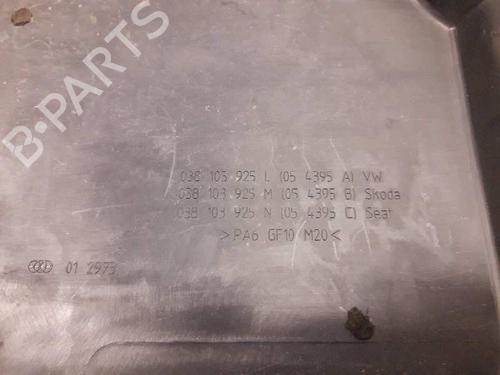 B-PARTS
038 103 925 L (05 4395 A) VW
038 103 925 M (05 4395 B) Skoda
038 103 925 N (05 4395 C) Seat
>PA6 GF10 M20<
01 2973